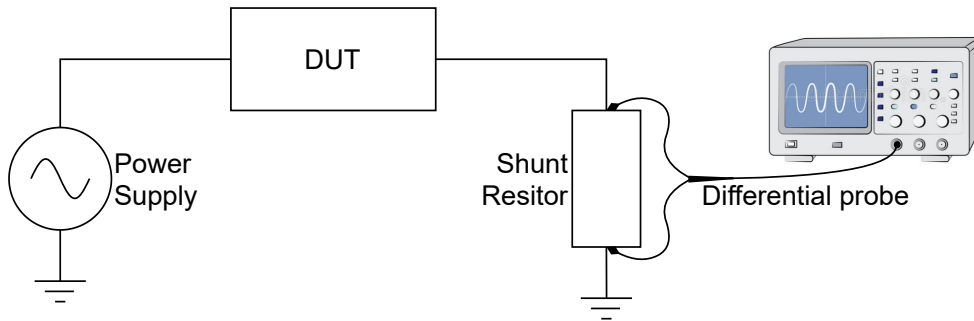 DUT
Power
Supply
Shunt
Resitor
Differential probe